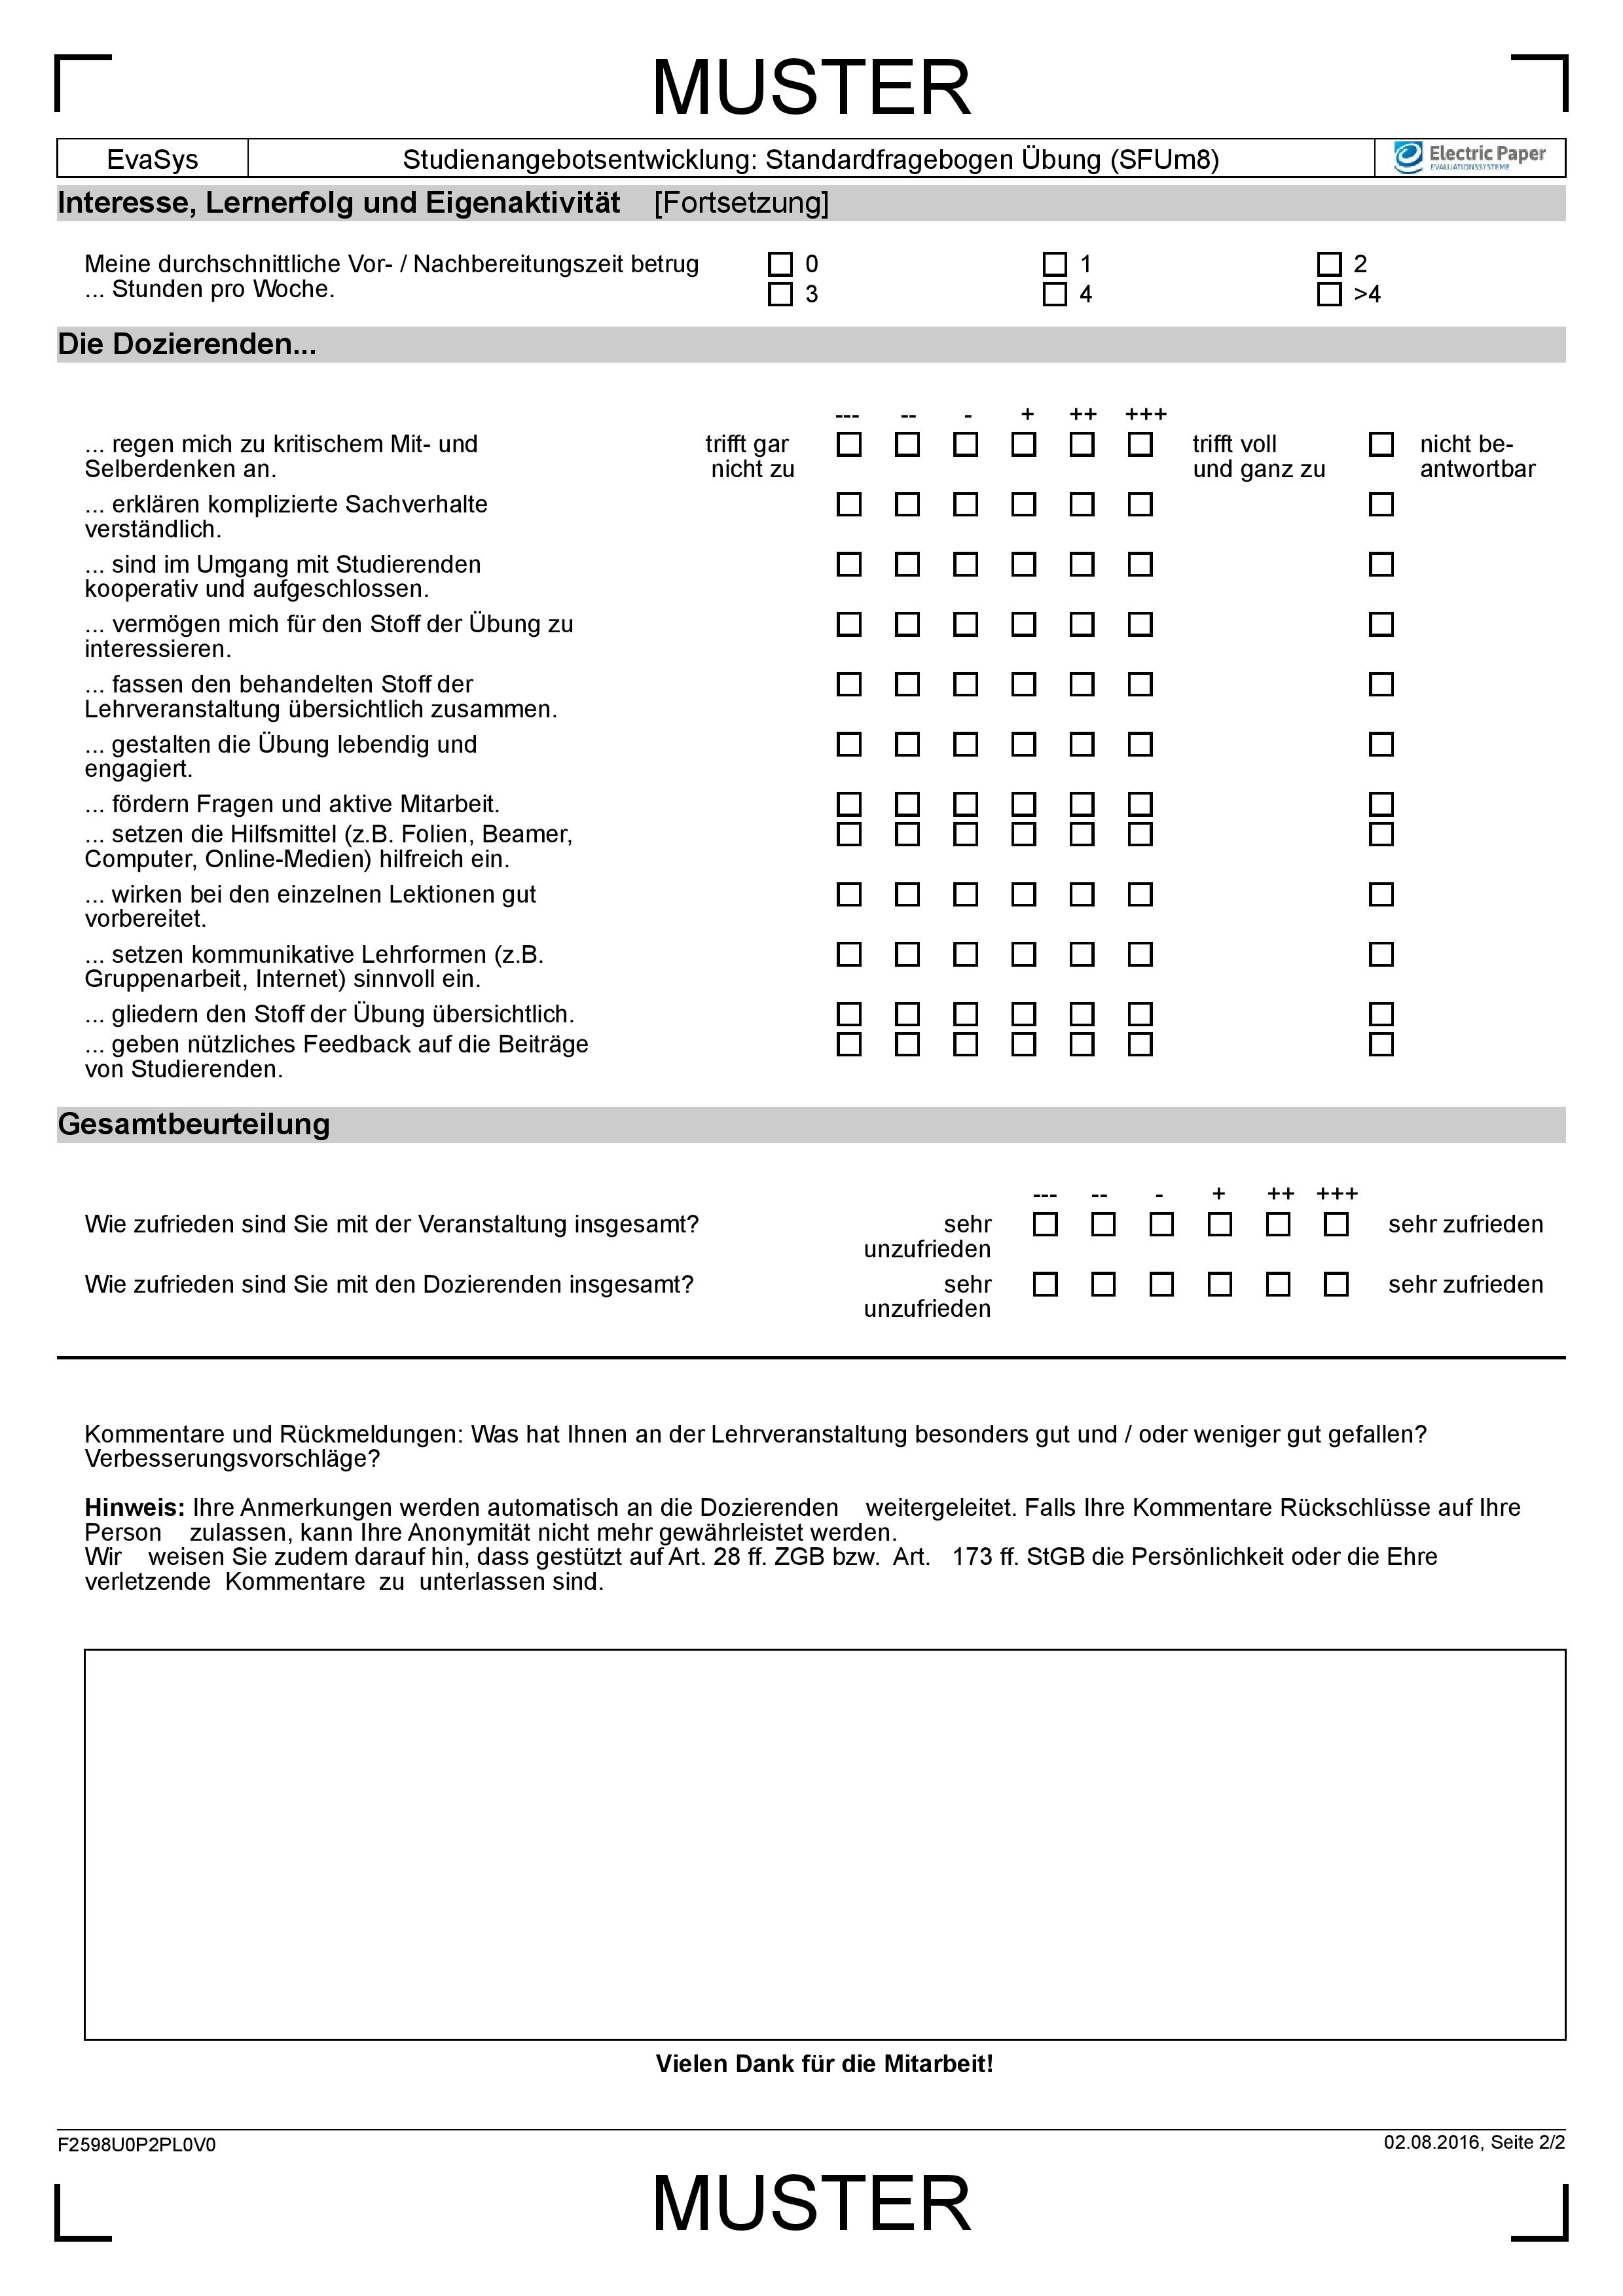 MUSTER
EvaSys Studienangebotsentwicklung: Standardfragebogen Übung (SFUm8) Electric Paper
EVALUATIONSSYSTEME
Interesse, Lernerfolg und Eigenaktivität [Fortsetzung]
Meine durchschnittliche Vor- / Nachbereitungszeit betrug 0 1 2
... Stunden pro Woche. 3 4 >4
Die Dozierenden...
--- -- - + ++ +++
... regen mich zu kritischem Mit- und trifft gar trifft voll nicht be-
Selberdenken an. nicht zu und ganz zu antwortbar
... erklären komplizierte Sachverhalte
verständlich.
... sind im Umgang mit Studierenden
kooperativ und aufgeschlossen.
... vermögen mich für den Stoff der Übung zu
interessieren.
... fassen den behandelten Stoff der
Lehrveranstaltung übersichtlich zusammen.
... gestalten die Übung lebendig und
engagiert.
... fördern Fragen und aktive Mitarbeit.
... setzen die Hilfsmittel (z.B. Folien, Beamer,
Computer, Online-Medien) hilfreich ein.
... wirken bei den einzelnen Lektionen gut
vorbereitet.
... setzen kommunikative Lehrformen (z.B.
Gruppenarbeit, Internet) sinnvoll ein.
... gliedern den Stoff der Übung übersichtlich.
... geben nützliches Feedback auf die Beiträge
von Studierenden.
Gesamtbeurteilung
--- -- - + ++ +++
Wie zufrieden sind Sie mit der Veranstaltung insgesamt? sehr sehr zufrieden
unzufrieden
Wie zufrieden sind Sie mit den Dozierenden insgesamt? sehr sehr zufrieden
unzufrieden
Kommentare und Rückmeldungen: Was hat Ihnen an der Lehrveranstaltung besonders gut und / oder weniger gut gefallen?
Verbesserungsvorschläge?
Hinweis: Ihre Anmerkungen werden automatisch an die Dozierenden weitergeleitet. Falls Ihre Kommentare Rückschlüsse auf Ihre
Person zulassen, kann Ihre Anonymität nicht mehr gewährleistet werden.
Wir weisen Sie zudem darauf hin, dass gestützt auf Art. 28 ff. ZGB bzw. Art. 173 ff. StGB die Persönlichkeit oder die Ehre
verletzende Kommentare zu unterlassen sind.
Vielen Dank für die Mitarbeit!
F2598U0P2PL0V0 02.08.2016, Seite 2/2
MUSTER